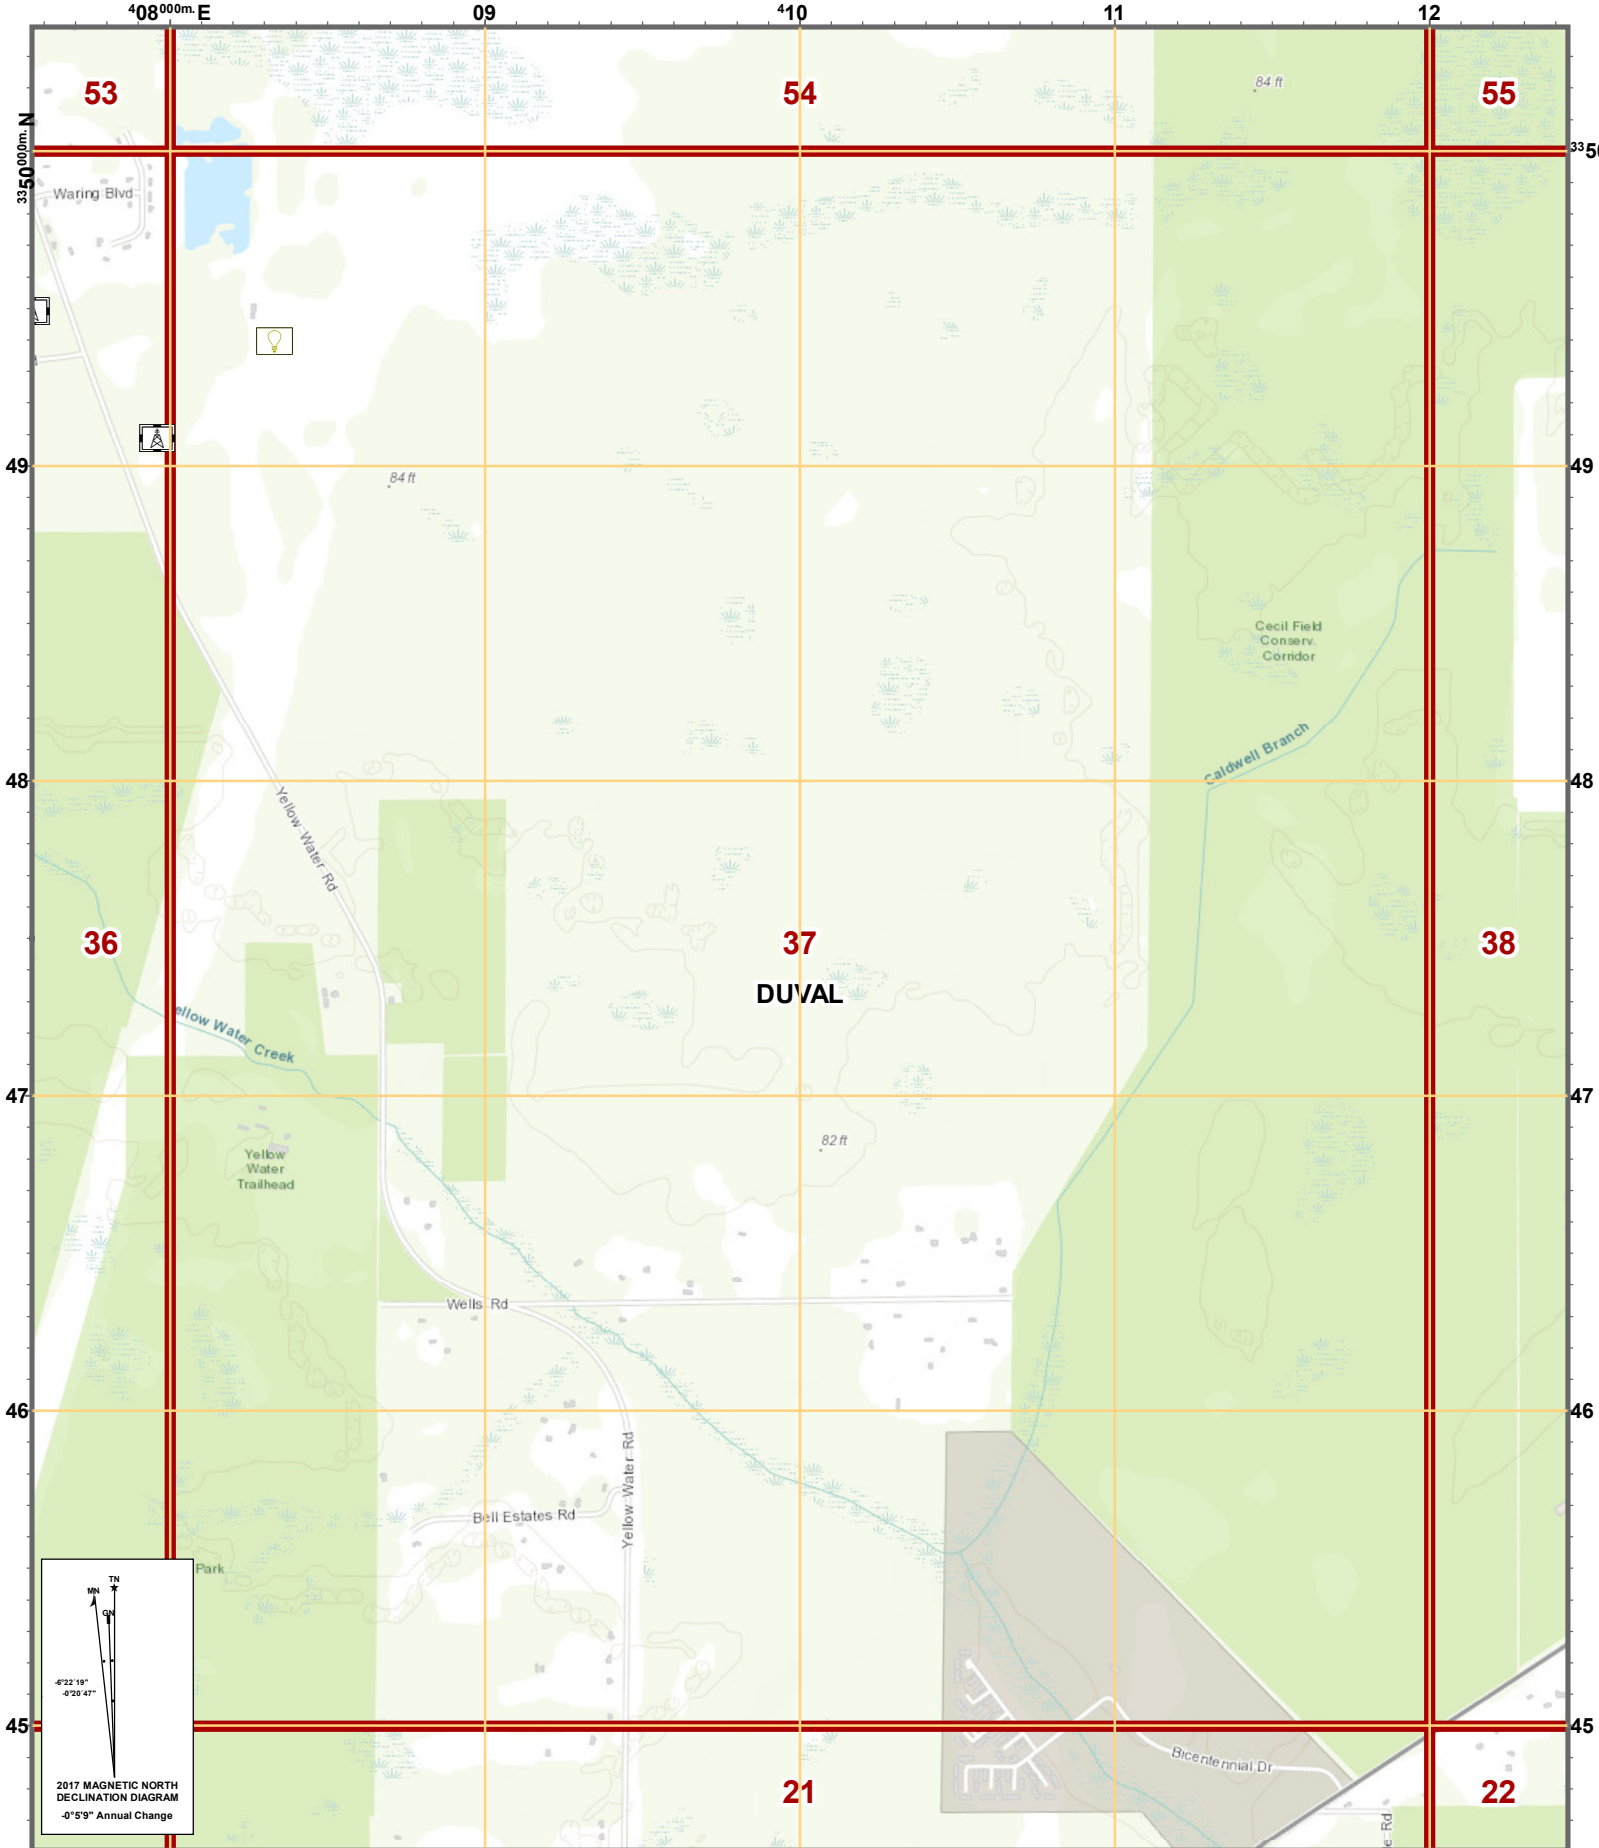 408000m. E
09
410
11
12
53
54
84 ft
55
3350000m. N
3350
Waring Blvd
49
84 ft
49
Cecil Field
Conserv.
Corridor
Caldwell Branch
48
48
Yellow Water Rd
36
37
38
DUVAL
ellow Water Creek
47
47
82 ft
Yellow
Water
Trailhead
Wells Rd
46
46
Yellow Water Rd
Bell Estates Rd
Park
TN
MN
GN
-6°22'19"
-0°20'47"
45
45
Bicentennial Dr
2017 MAGNETIC NORTH
DECLINATION DIAGRAM
-0°5'9" Annual Change
21
22
e Rd